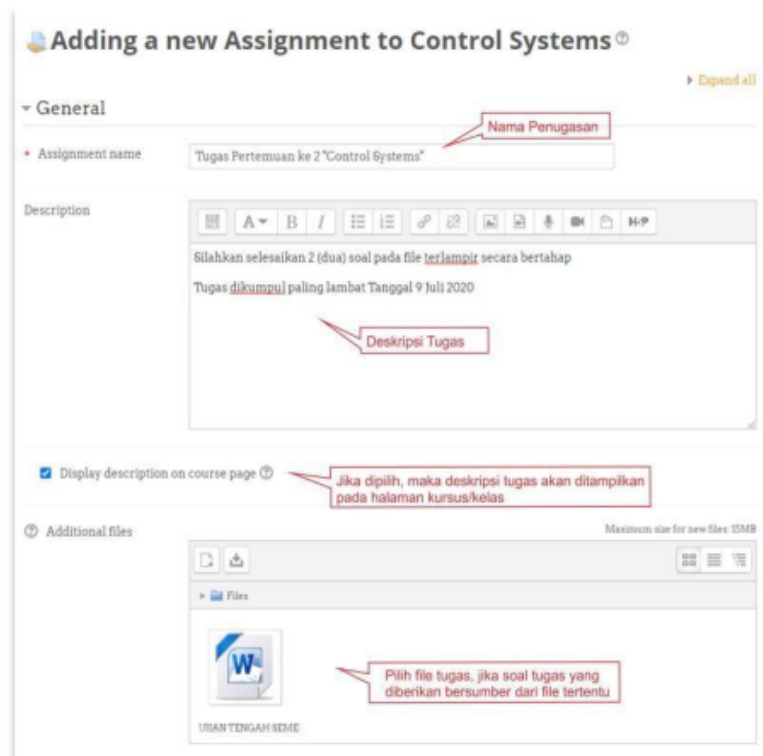 Adding a new Assignment to Control Systems
Expand all
General
Nama Penugasan
Assignment name
Tugas Pertemuan ke 2 "Control Systems"
Description
A B I H-P
Silahkan selesaikan 2 (dua) soal pada file terlampir secara bertahap
Tugas dikumpul paling lambat Tanggal 9 Juli 2020
Deskripsi Tugas
Display description on course page
Jika dipilih, maka deskripsi tugas akan ditampilkan
pada halaman kursus/kelas
Additional files
Maximum size for new files: 15MB
Files
W
Pilih file tugas, jika soal tugas yang
diberikan bersumber dari file tertentu
UJIAN TENGAH SEME